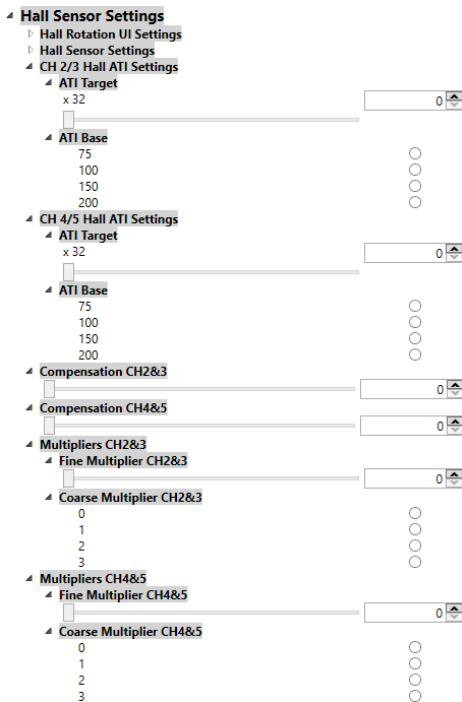 Hall Sensor Settings
Hall Rotation UI Settings
Hall Sensor Settings
CH 2/3 Hall ATI Settings
ATI Target
x 32
0
ATI Base
75
100
150
200
CH 4/5 Hall ATI Settings
ATI Target
x 32
0
ATI Base
75
100
150
200
Compensation CH2&3
0
Compensation CH4&5
0
Multipliers CH2&3
Fine Multiplier CH2&3
0
Coarse Multiplier CH2&3
0
1
2
3
Multipliers CH4&5
Fine Multiplier CH4&5
0
Coarse Multiplier CH4&5
0
1
2
3